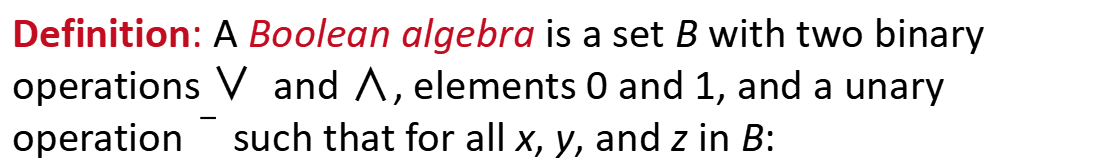 Definition: A Boolean algebra is a set B with two binary
operations ∨ and ∧, elements 0 and 1, and a unary
operation ‾ such that for all x, y, and z in B: